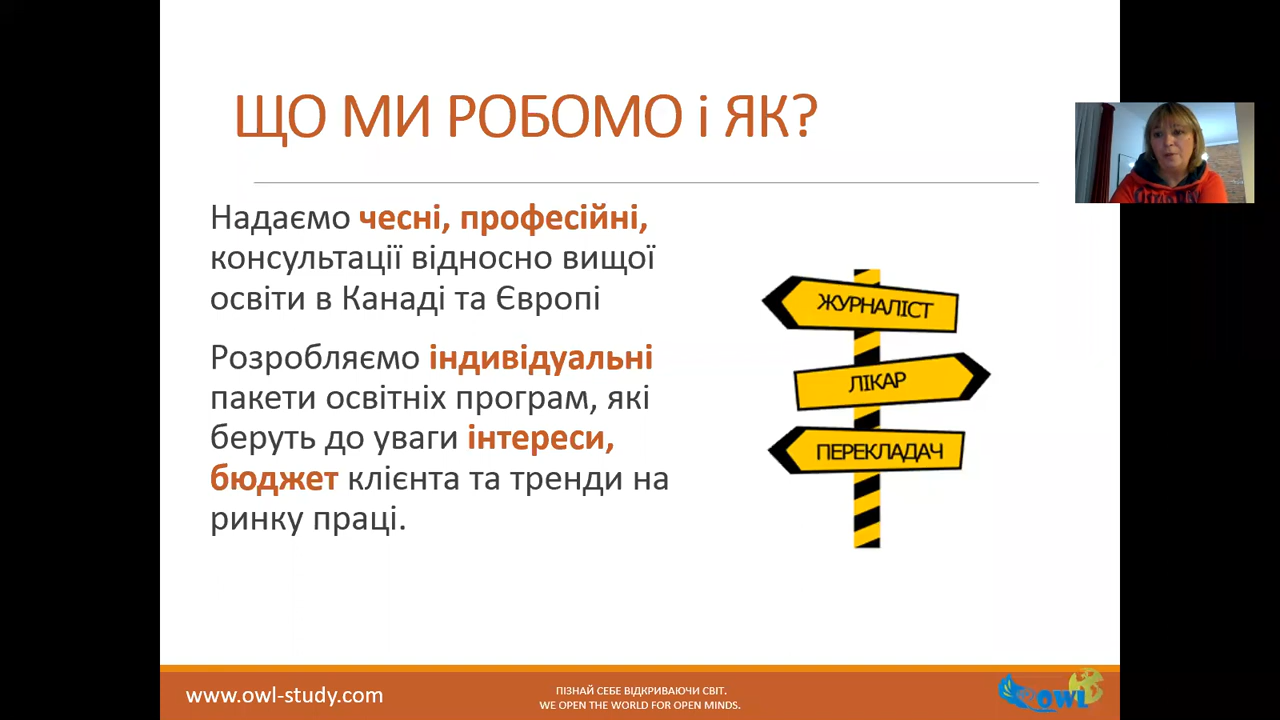 ЩО МИ РОБОМО і ЯК?
Надаємо чесні, професійні,
консультації відносно вищої
освіти в Канаді та Європі
Розробляємо індивідуальні
пакети освітніх програм, які
беруть до уваги інтереси,
бюджет клієнта та тренди на
ринку праці.
ЖУРНАЛІСТ
ЛІКАР
ПЕРЕКЛАДАЧ
www.owl-study.com
ПІЗНАЙ СЕБЕ ВІДКРИВАЮЧИ СВІТ.
WE OPEN THE WORLD FOR OPEN MINDS.
OWL